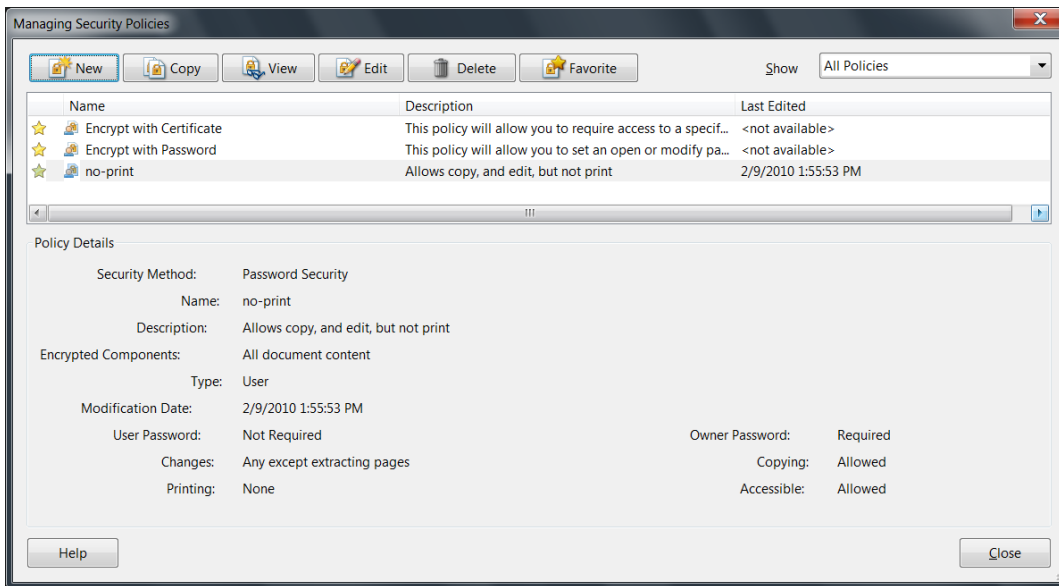 Managing Security Policies
New Copy View Edit Delete Favorite Show All Policies
Name Description Last Edited
Encrypt with Certificate This policy will allow you to require access to a specif... <not available>
Encrypt with Password This policy will allow you to set an open or modify pa... <not available>
no-print Allows copy, and edit, but not print 2/9/2010 1:55:53 PM
Policy Details
Security Method: Password Security
Name: no-print
Description: Allows copy, and edit, but not print
Encrypted Components: All document content
Type: User
Modification Date: 2/9/2010 1:55:53 PM
User Password: Not Required Owner Password: Required
Changes: Any except extracting pages Copying: Allowed
Printing: None Accessible: Allowed
Help Close